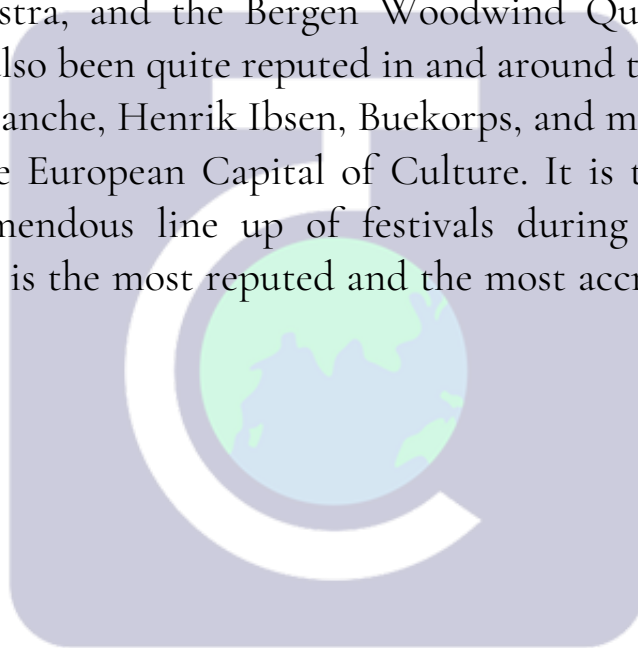 stra, and the Bergen Woodwind Qu
lso been quite reputed in and around t
anche, Henrik Ibsen, Buekorps, and m
e European Capital of Culture. It is t
mendous line up of festivals during
is the most reputed and the most accr